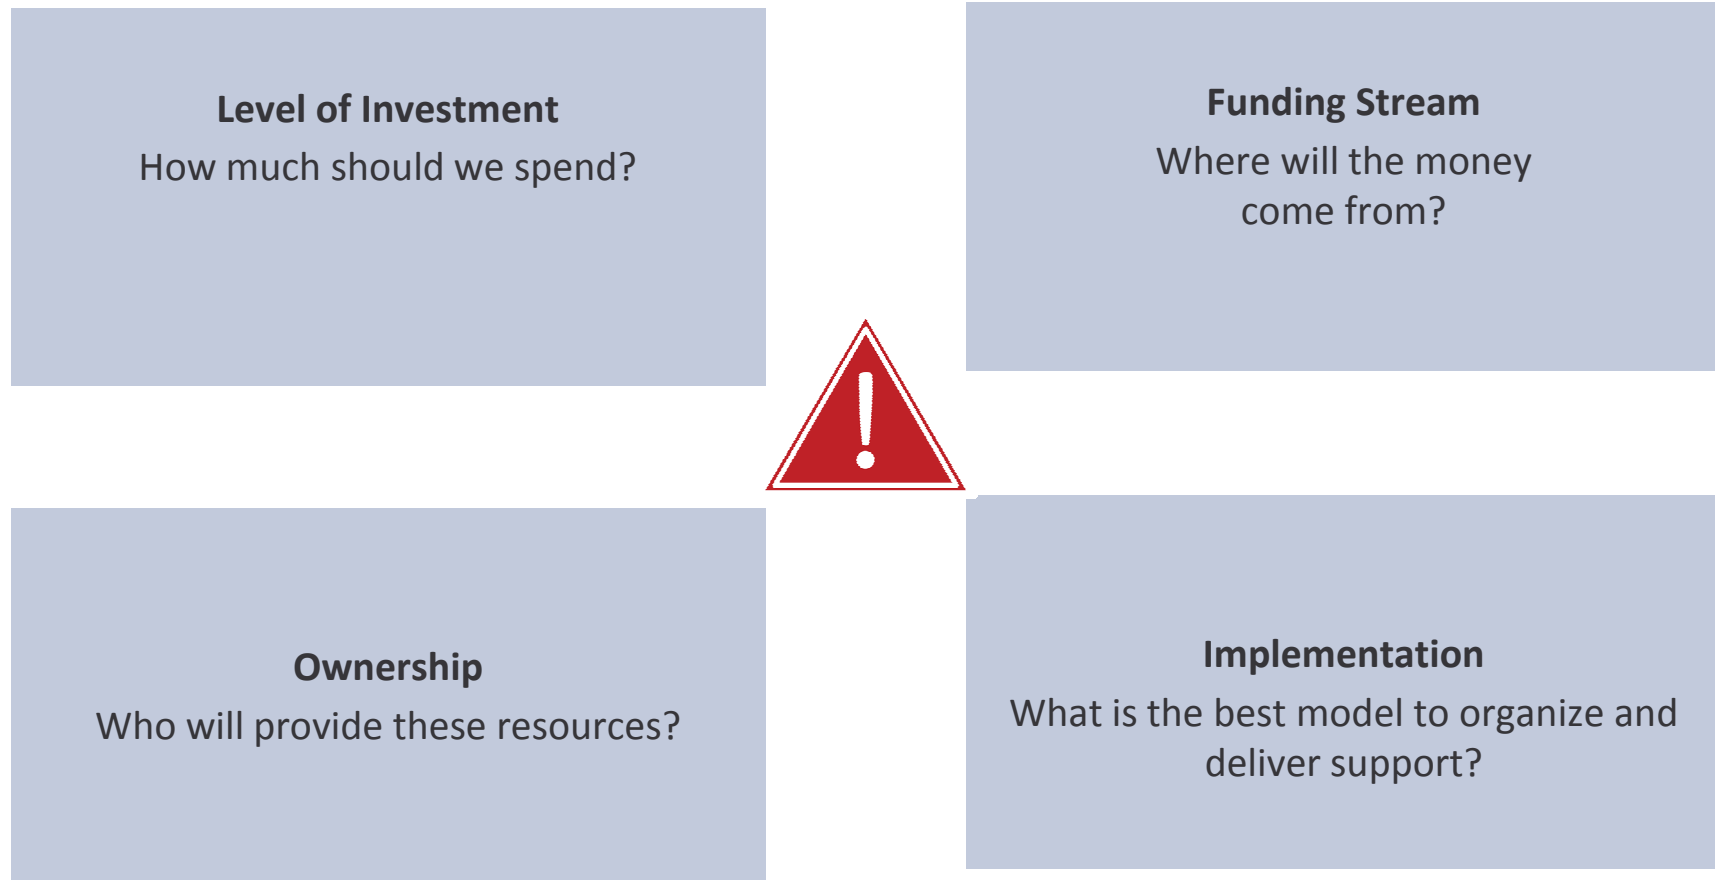 Level of Investment
How much should we spend?
Funding Stream
Where will the money
come from?
!
Ownership
Who will provide these resources?
Implementation
What is the best model to organize and
deliver support?